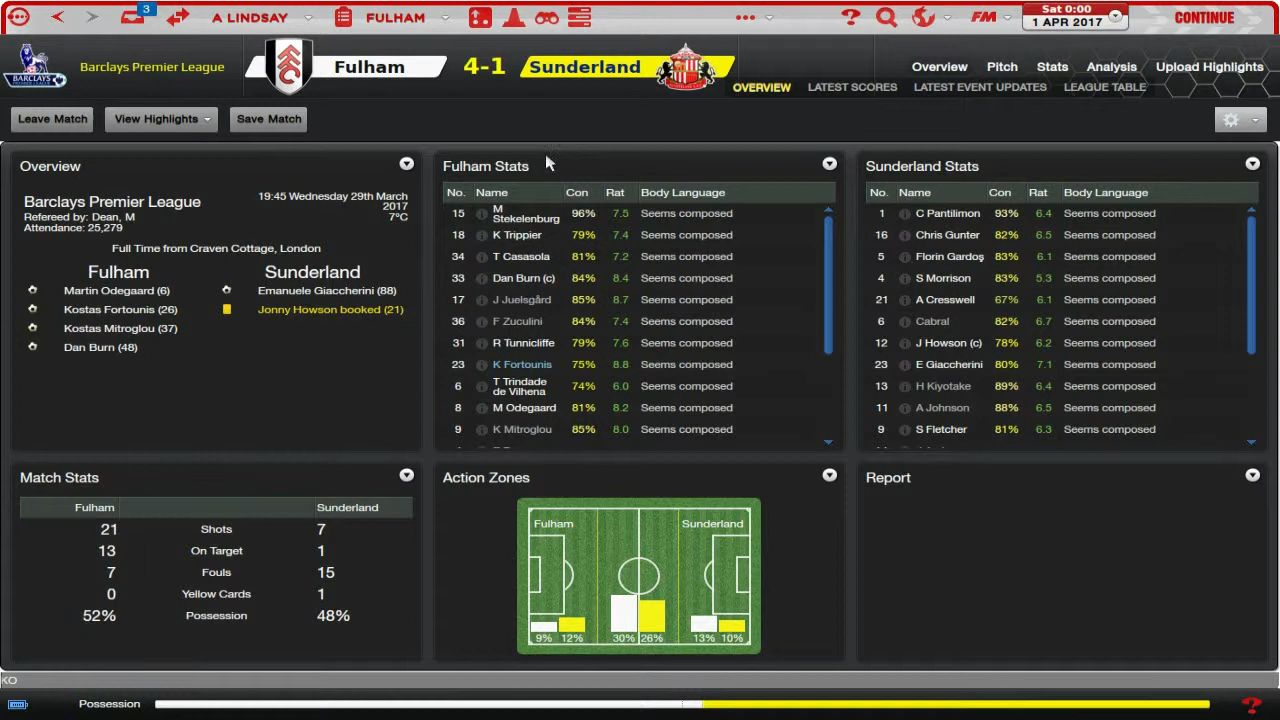 3
A LINDSAY
FULHAM
FM
Sat 0:00
1 APR 2017
CONTINUE
BARCLAYS
PREMIER LEAGUE
Barclays Premier League
Fulham
4-1
Sunderland
Overview Pitch Stats Analysis Upload Highlights
OVERVIEW LATEST SCORES LATEST EVENT UPDATES LEAGUE TABLE
Leave Match View Highlights Save Match
Overview
Barclays Premier League
Refereed by: Dean, M
Attendance: 25,279
19:45 Wednesday 29th March
2017
7°C
Full Time from Craven Cottage, London
Fulham Sunderland
Martin Odegaard (6) Emanuele Giaccherini (88)
Kostas Fortounis (26) Jonny Howson booked (21)
Kostas Mitroglou (37)
Dan Burn (48)
Fulham Stats
No. Name Con Rat Body Language
15 M Stekelenburg 96% 7.5 Seems composed
18 K Trippier 79% 7.4 Seems composed
34 T Casasola 81% 7.2 Seems composed
33 Dan Burn (c) 84% 8.4 Seems composed
17 J Juelsgård 85% 8.7 Seems composed
36 F Zuculini 84% 7.4 Seems composed
31 R Tunnicliffe 79% 7.6 Seems composed
23 K Fortounis 75% 8.8 Seems composed
6 T Trindade de Vilhena 74% 6.0 Seems composed
8 M Odegaard 81% 8.2 Seems composed
9 K Mitroglou 85% 8.0 Seems composed
Sunderland Stats
No. Name Con Rat Body Language
1 C Pantilimon 93% 6.4 Seems composed
16 Chris Gunter 82% 6.5 Seems composed
5 Florin Gardoş 83% 6.1 Seems composed
4 S Morrison 83% 5.3 Seems composed
21 A Cresswell 67% 6.1 Seems composed
6 Cabral 82% 6.7 Seems composed
12 J Howson (c) 78% 6.2 Seems composed
23 E Giaccherini 80% 7.1 Seems composed
13 H Kiyotake 89% 6.4 Seems composed
11 A Johnson 88% 6.5 Seems composed
9 S Fletcher 81% 6.3 Seems composed
Match Stats
Fulham Sunderland
21 Shots 7
13 On Target 1
7 Fouls 15
0 Yellow Cards 1
52% Possession 48%
Action Zones
Fulham Sunderland
9% 12% 30% 26% 13% 10%
Report
KO
Possession